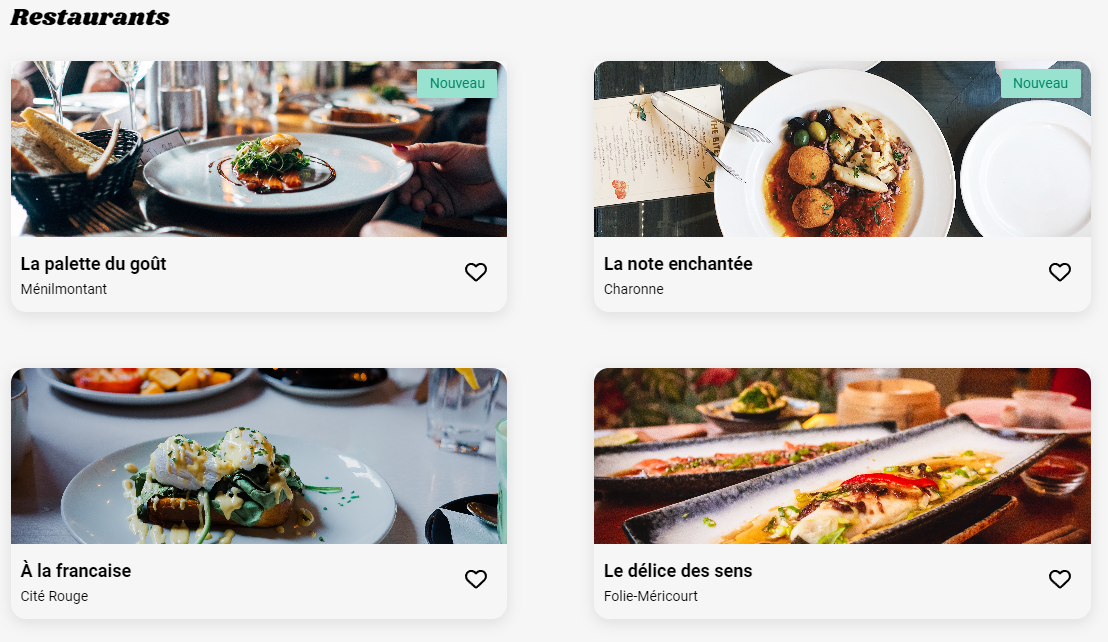 Restaurants
Nouveau
Nouveau
La palette du goût
Ménilmontant
La note enchantée
Charonne
À la francaise
Cité Rouge
Le délice des sens
Folie-Méricourt